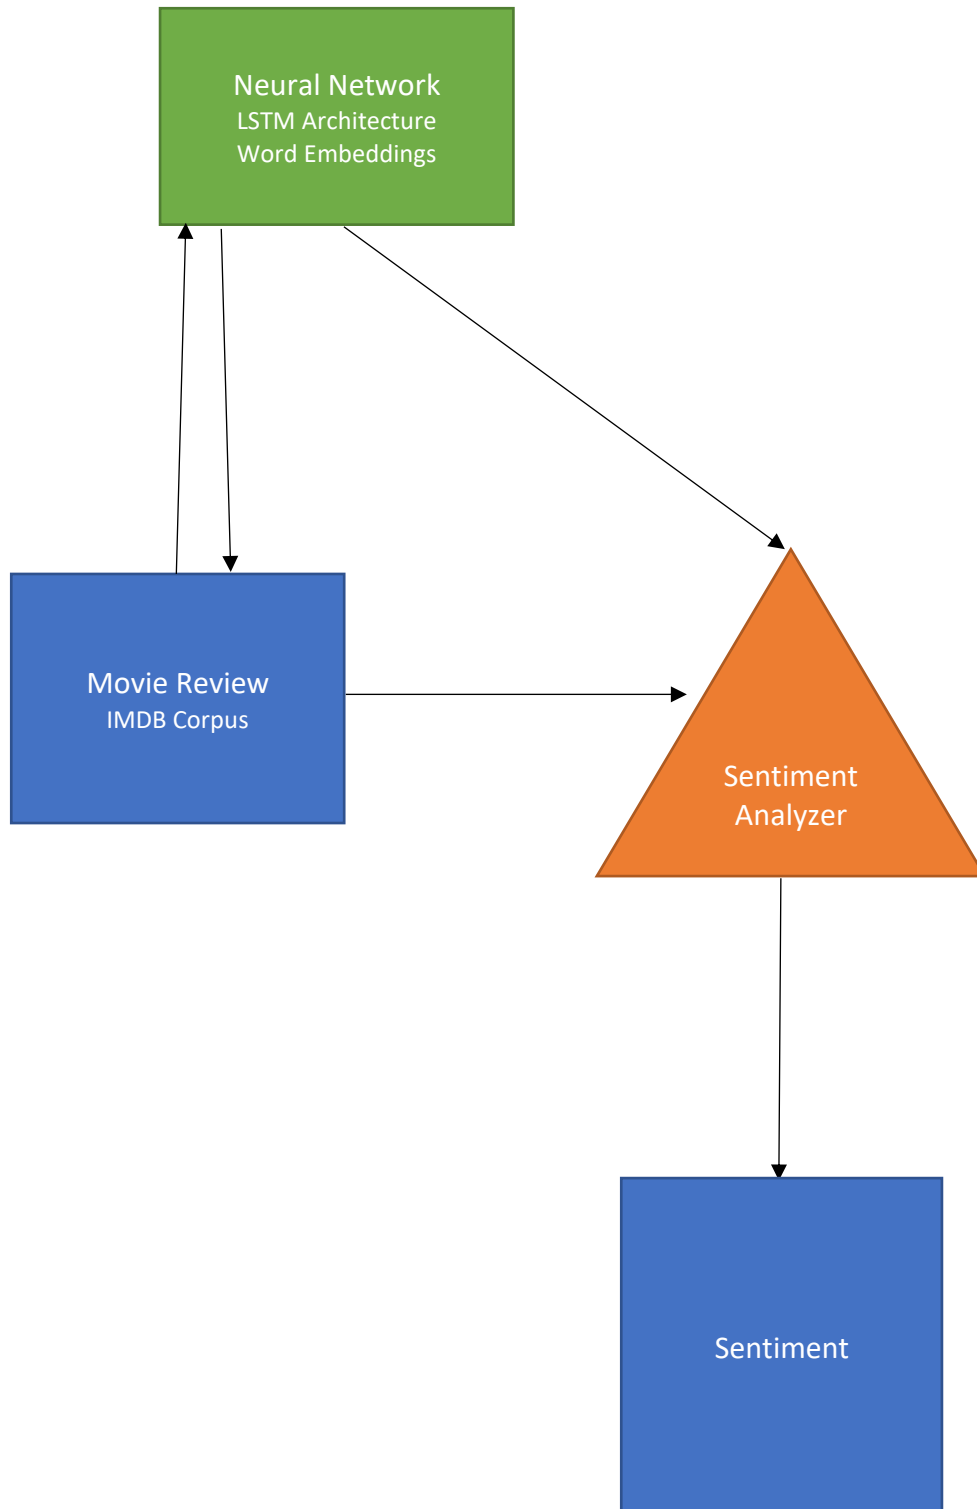 Neural Network
LSTM Architecture
Word Embeddings
Movie Review
IMDB Corpus
Sentiment
Analyzer
Sentiment